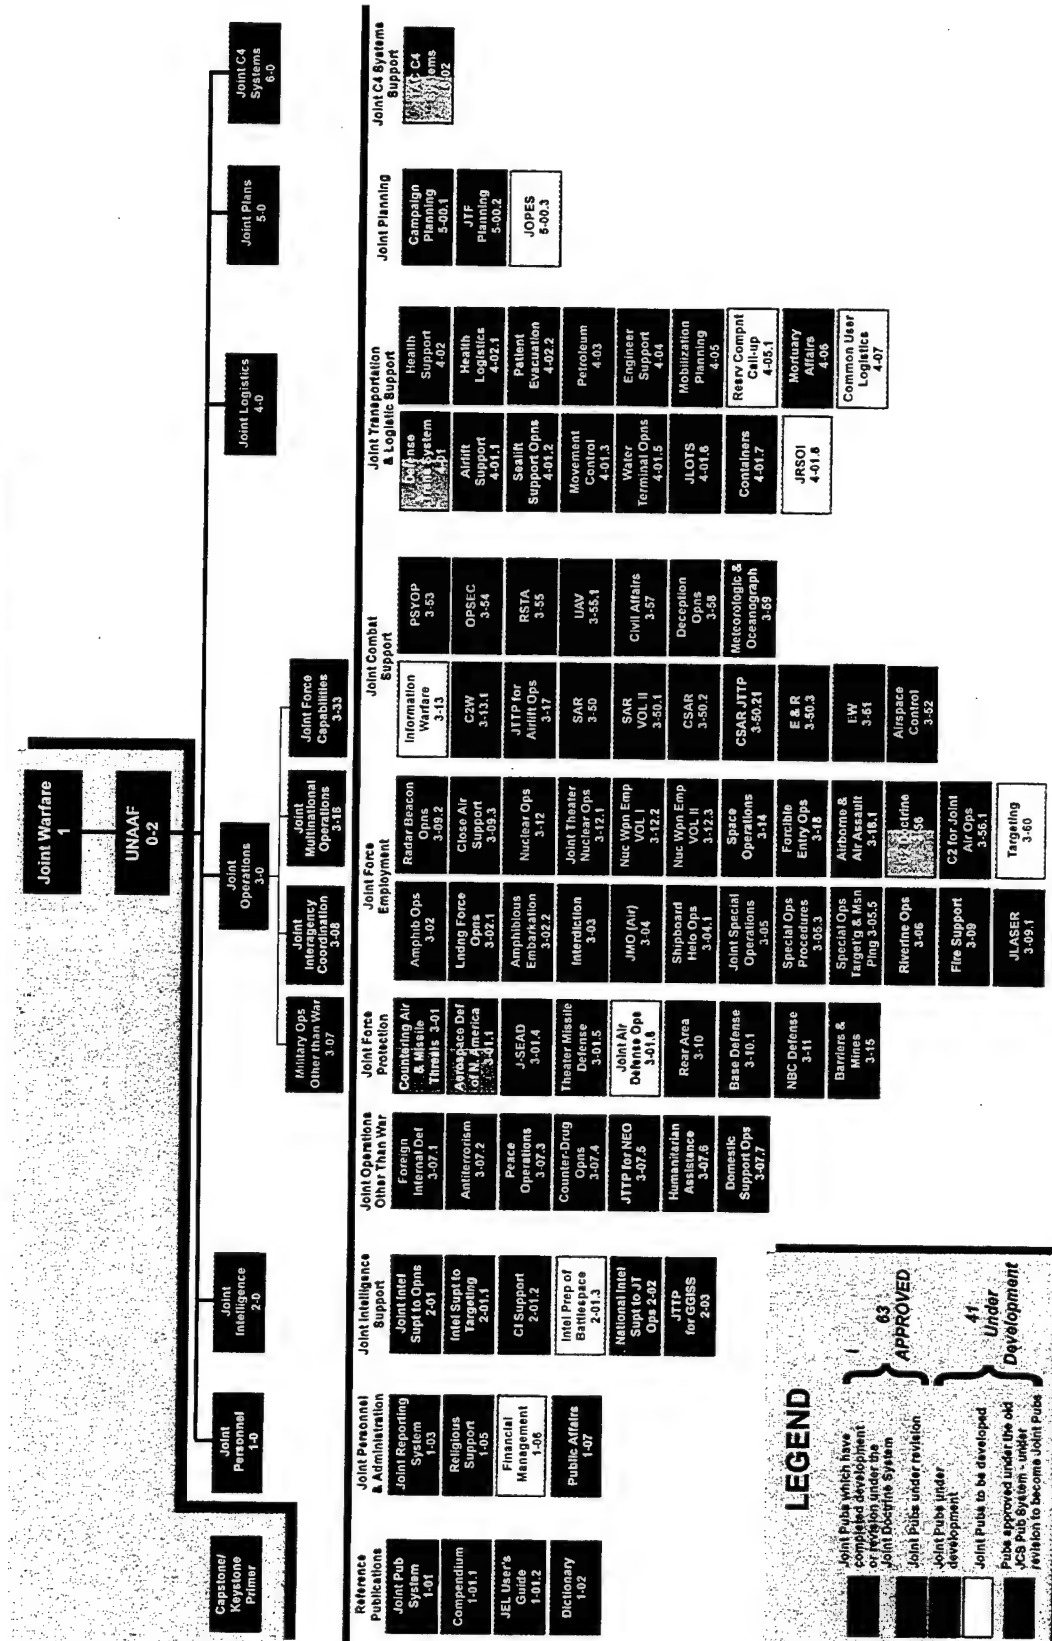 Joint Warfare
1
UNAAF
0-2
Capstone/
Keystone
Primer
Joint
Personnel
1-0
Joint
Intelligence
2-0
Joint
Operations
3-0
Joint Logistics
4-0
Joint Plans
5-0
Joint C4
Systems
6-0
Military Ops
Other than War
3-07
Joint
Interagency
Coordination
3-08
Joint
Multinational
Operations
3-16
Joint Force
Capabilities
3-33
Reference
Publications
Joint Pub
System
1-01
Compendium
1-01.1
JEL User's
Guide
1-01.2
Dictionary
1-02
Joint Personnel
& Administration
Joint Reporting
System
1-03
Religious
Support
1-05
Financial
Management
1-06
Public Affairs
1-07
Joint Intelligence
Support
Joint Intel
Supt to Opns
2-01
Intel Supt to
Targeting
2-01.1
CI Support
2-01.2
Intel Prep of
Battlespace
2-01.3
National Intel
Supt to JT
Ops 2-02
JTTP
for GGISS
2-03
Joint Operations
Other Than War
Foreign
Internal Def
3-07.1
Antiterrorism
3-07.2
Peace
Operations
3-07.3
Counter-Drug
Opns
3-07.4
JTTP for NEO
3-07.5
Humanitarian
Assistance
3-07.6
Domestic
Support Ops
3-07.7
Joint Force
Protection
Countering Air
& Missile
Threats 3-01
Aerospace Def
of N. America
3-01.1
J-SEAD
3-01.4
Theater Missile
Defense
3-01.5
Joint Air
Defense Ops
3-01.6
Rear Area
3-10
Base Defense
3-10.1
NBC Defense
3-11
Barriers &
Mines
3-15
Joint Force
Employment
Amphib Ops
3-02
Lndng Force
Opns
3-02.1
Amphibious
Embarkation
3-02.2
Interdiction
3-03
JMO (Air)
3-04
Shipboard
Helo Ops
3-04.1
Joint Special
Operations
3-05
Special Ops
Procedures
3-05.3
Special Ops
Target'g & Msn
Plng 3-05.5
Riverine Ops
3-06
Fire Support
3-09
JLASER
3-09.1
Radar Beacon
Opns
3-09.2
Close Air
Support
3-09.3
Nuclear Ops
3-12
Joint Theater
Nuclear Ops
3-12.1
Nuc Wpn Emp
VOL I
3-12.2
Nuc Wpn Emp
VOL II
3-12.3
Space
Operations
3-14
Forcible
Entry Ops
3-18
Airborne &
Air Assault
3-18.1
Doctrine
3-56
C2 for Joint
Air Ops
3-56.1
Targeting
3-60
Joint Combat
Support
Information
Warfare
3-13
C2W
3-13.1
JTTP for
Airlift Ops
3-17
SAR
3-50
SAR
VOL II
3-50.1
CSAR
3-50.2
CSAR JTTP
3-50.21
E & R
3-50.3
EW
3-51
Airspace
Control
3-52
PSYOP
3-53
OPSEC
3-54
RSTA
3-55
UAV
3-55.1
Civil Affairs
3-57
Deception
Opns
3-58
Meteorologic &
Oceanograph
3-59
Joint Transportation
& Logistic Support
Defense
Trans System
4-01
Airlift
Support
4-01.1
Sealift
Support Opns
4-01.2
Movement
Control
4-01.3
Water
Terminal Opns
4-01.5
JLOTS
4-01.6
Containers
4-01.7
JRSOI
4-01.8
Health
Support
4-02
Health
Logistics
4-02.1
Patient
Evacuation
4-02.2
Petroleum
4-03
Engineer
Support
4-04
Mobilization
Planning
4-05
Resrv Compnt
Call-up
4-05.1
Mortuary
Affairs
4-06
Common User
Logistics
4-07
Joint Planning
Campaign
Planning
5-00.1
JTF
Planning
5-00.2
JOPES
5-00.3
Joint C4 Systems
Support
C4
Systems
02
LEGEND
Joint Pubs which have
completed development
or revision under the
Joint Doctrine System
Joint Pubs under revision
Joint Pubs under
development
Joint Pubs to be developed
Pubs approved under the old
JCS Pub System - under
revision to become Joint Pubs
63
APPROVED
41
Under
Development